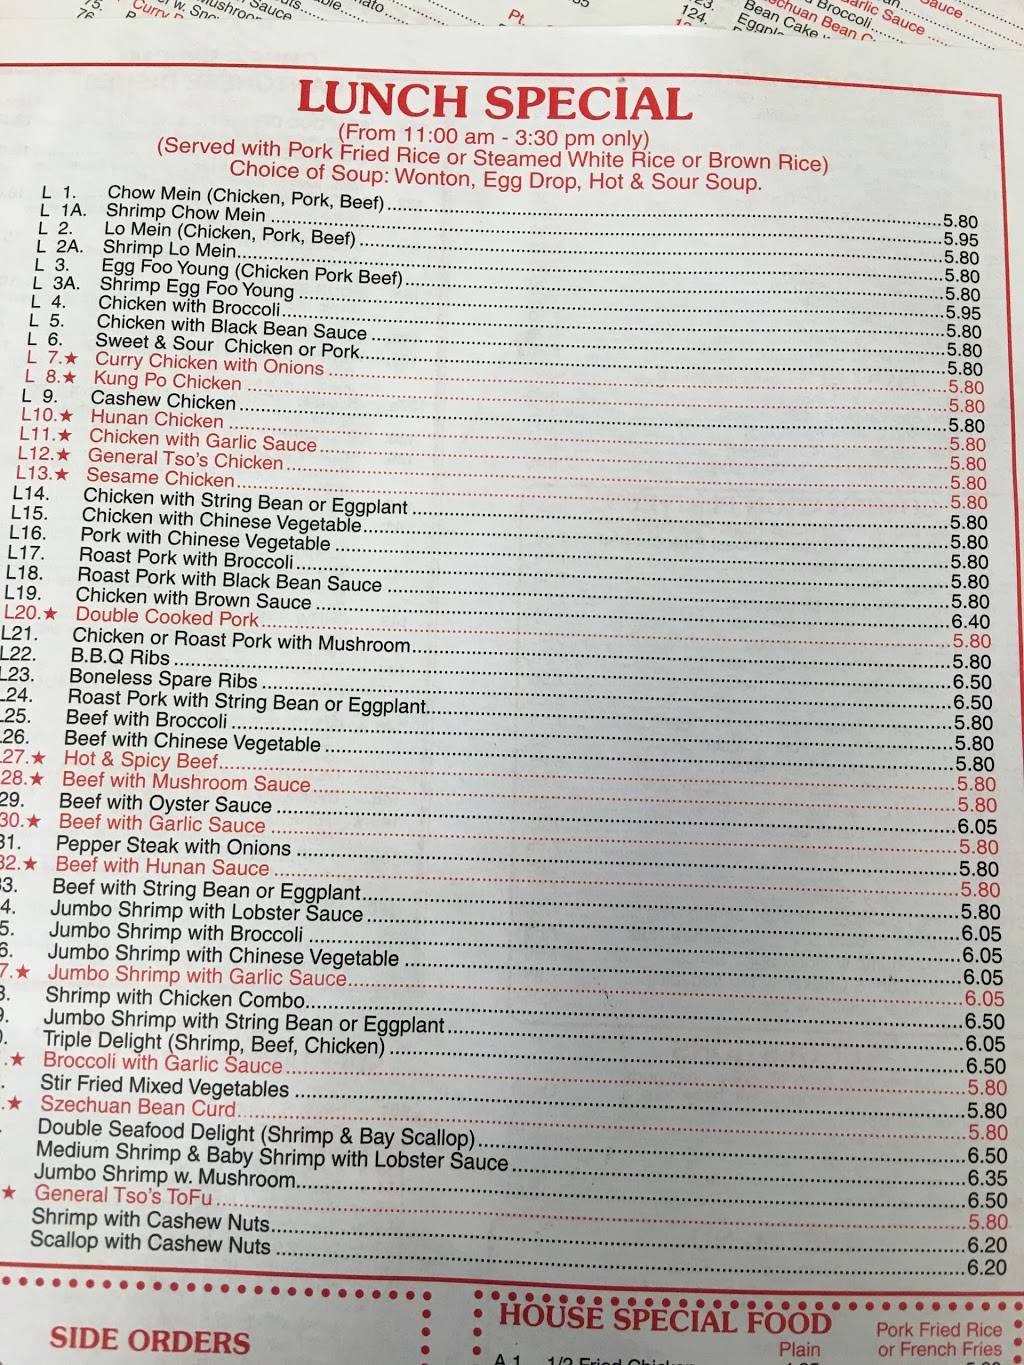 LUNCH SPECIAL
(From 11:00 am - 3:30 pm only)
(Served with Pork Fried Rice or Steamed White Rice or Brown Rice)
Choice of Soup: Wonton, Egg Drop, Hot & Sour Soup.
L 1. Chow Mein (Chicken, Pork, Beef) 5.80
L 1A. Shrimp Chow Mein 5.95
L 2. Lo Mein (Chicken, Pork, Beef) 5.80
L 2A. Shrimp Lo Mein 5.80
L 3. Egg Foo Young (Chicken Pork Beef) 5.80
L 3A. Shrimp Egg Foo Young 5.95
L 4. Chicken with Broccoli 5.80
L 5. Chicken with Black Bean Sauce 5.80
L 6. Sweet & Sour Chicken or Pork 5.80
L 7.★ Curry Chicken with Onions 5.80
L 8.★ Kung Po Chicken 5.80
L 9. Cashew Chicken 5.80
L10.★ Hunan Chicken 5.80
L11.★ Chicken with Garlic Sauce 5.80
L12.★ General Tso's Chicken 5.80
L13.★ Sesame Chicken 5.80
L14. Chicken with String Bean or Eggplant 5.80
L15. Chicken with Chinese Vegetable 5.80
L16. Pork with Chinese Vegetable 5.80
L17. Roast Pork with Broccoli 5.80
L18. Roast Pork with Black Bean Sauce 5.80
L19. Chicken with Brown Sauce 6.40
L20.★ Double Cooked Pork 5.80
L21. Chicken or Roast Pork with Mushroom 5.80
L22. B.B.Q Ribs 6.50
L23. Boneless Spare Ribs 6.50
L24. Roast Pork with String Bean or Eggplant 5.80
L25. Beef with Broccoli 5.80
26. Beef with Chinese Vegetable 5.80
27.★ Hot & Spicy Beef 5.80
28.★ Beef with Mushroom Sauce 5.80
29. Beef with Oyster Sauce 6.05
30.★ Beef with Garlic Sauce 5.80
31. Pepper Steak with Onions 5.80
32.★ Beef with Hunan Sauce 5.80
33. Beef with String Bean or Eggplant 5.80
4. Jumbo Shrimp with Lobster Sauce 6.05
5. Jumbo Shrimp with Broccoli 6.05
6. Jumbo Shrimp with Chinese Vegetable 6.05
7.★ Jumbo Shrimp with Garlic Sauce 6.05
8. Shrimp with Chicken Combo 6.50
9. Jumbo Shrimp with String Bean or Eggplant 6.05
. Triple Delight (Shrimp, Beef, Chicken) 6.50
.★ Broccoli with Garlic Sauce 5.80
. Stir Fried Mixed Vegetables 5.80
.★ Szechuan Bean Curd 5.80
Double Seafood Delight (Shrimp & Bay Scallop) 6.50
Medium Shrimp & Baby Shrimp with Lobster Sauce 6.35
Jumbo Shrimp w. Mushroom 6.50
★ General Tso's ToFu 5.80
Shrimp with Cashew Nuts 6.20
Scallop with Cashew Nuts 6.20
SIDE ORDERS
HOUSE SPECIAL FOOD
Plain
Pork Fried Rice
or French Fries